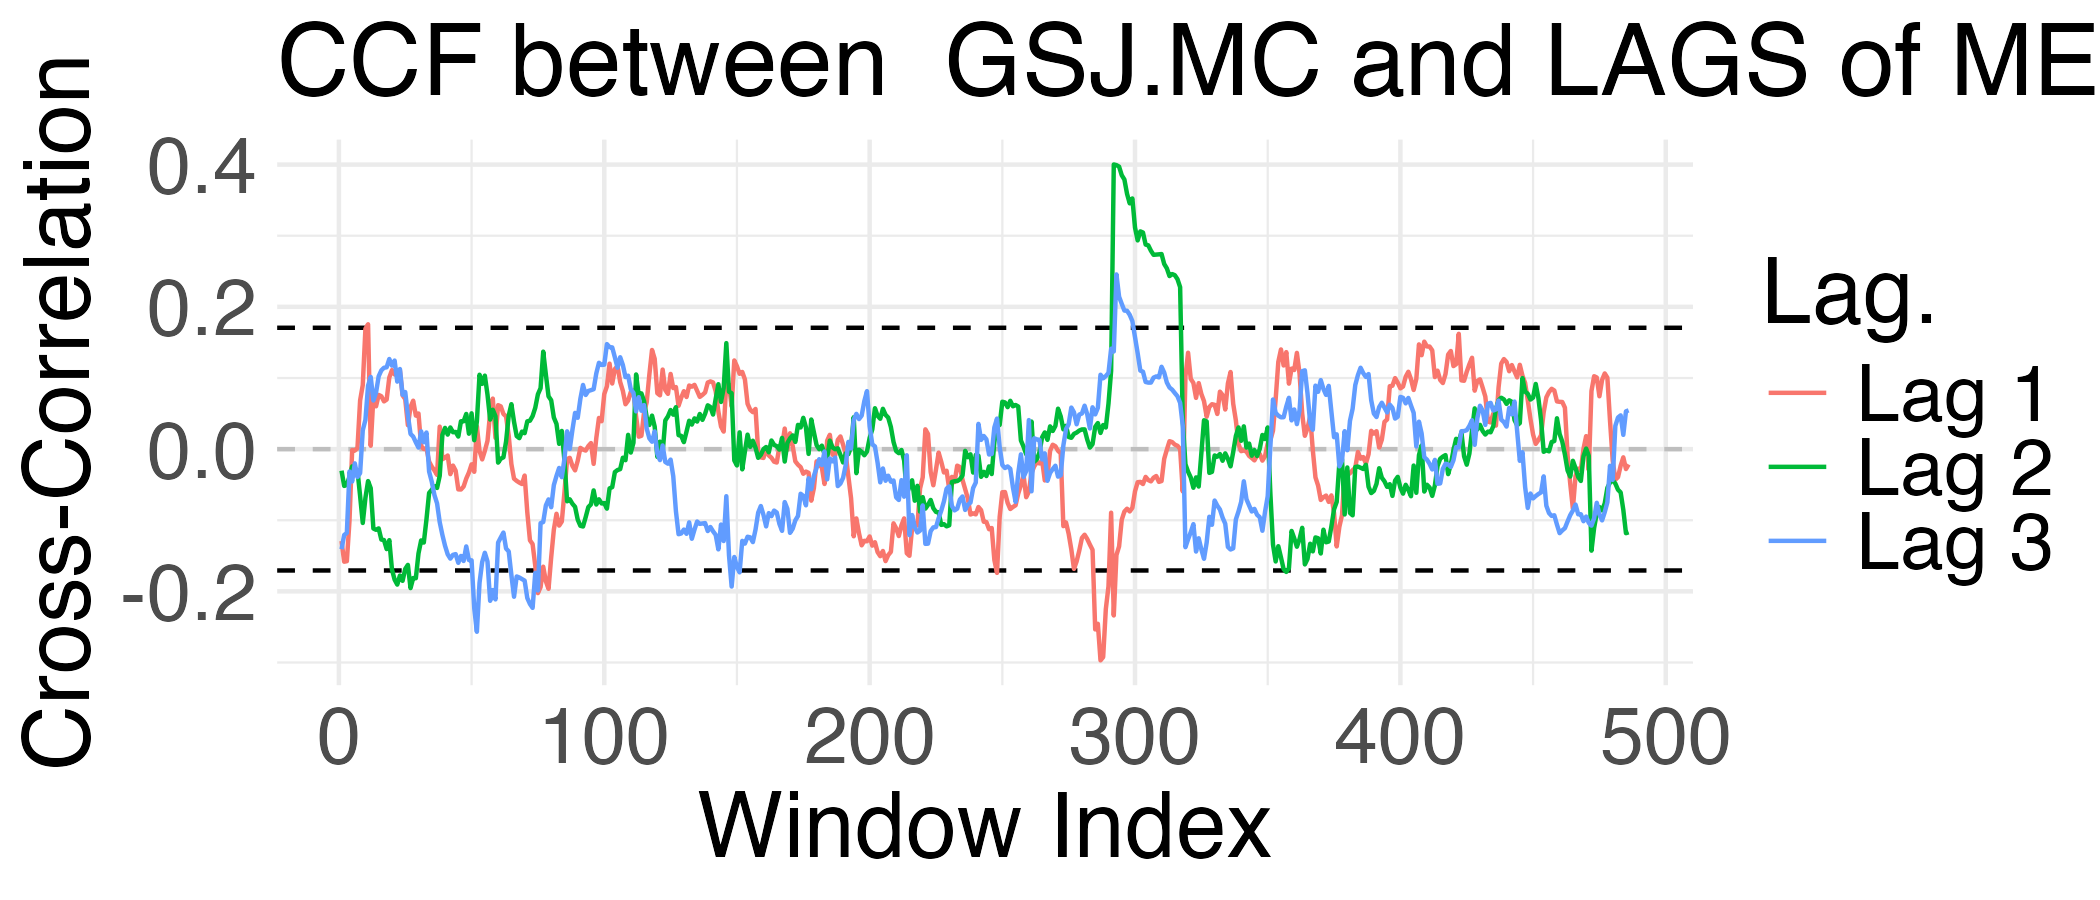 CCF between  GSJ.MC and LAGS of ME
Cross-Correlation
0.4
0.2
0.0
-0.2
0 100 200 300 400 500
Window Index
Lag.
Lag 1
Lag 2
Lag 3